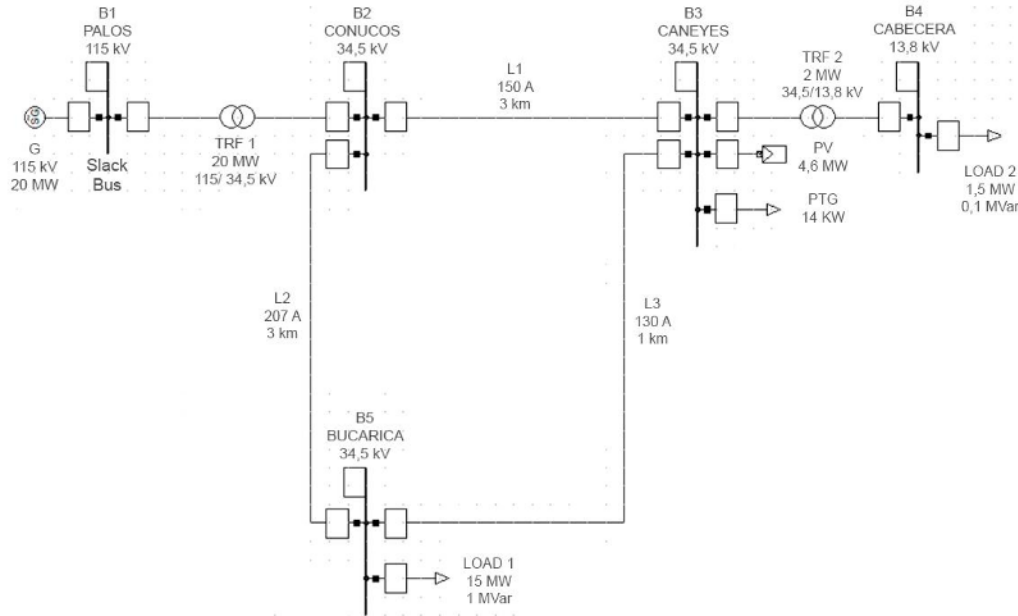 B1
PALOS
115 kV
B2
CONUCOS
34,5 kV
B3
CANEYES
34,5 kV
B4
CABECERA
13,8 kV
L1
150 A
3 km
TRF 2
2 MW
34,5/13,8 kV
SG
G
115 kV
20 MW
Slack
Bus
TRF 1
20 MW
115/ 34,5 kV
PV
4,6 MW
LOAD 2
1,5 MW
0,1 MVar
PTG
14 KW
L2
207 A
3 km
L3
130 A
1 km
B5
BUCARICA
34,5 kV
LOAD 1
15 MW
1 MVar